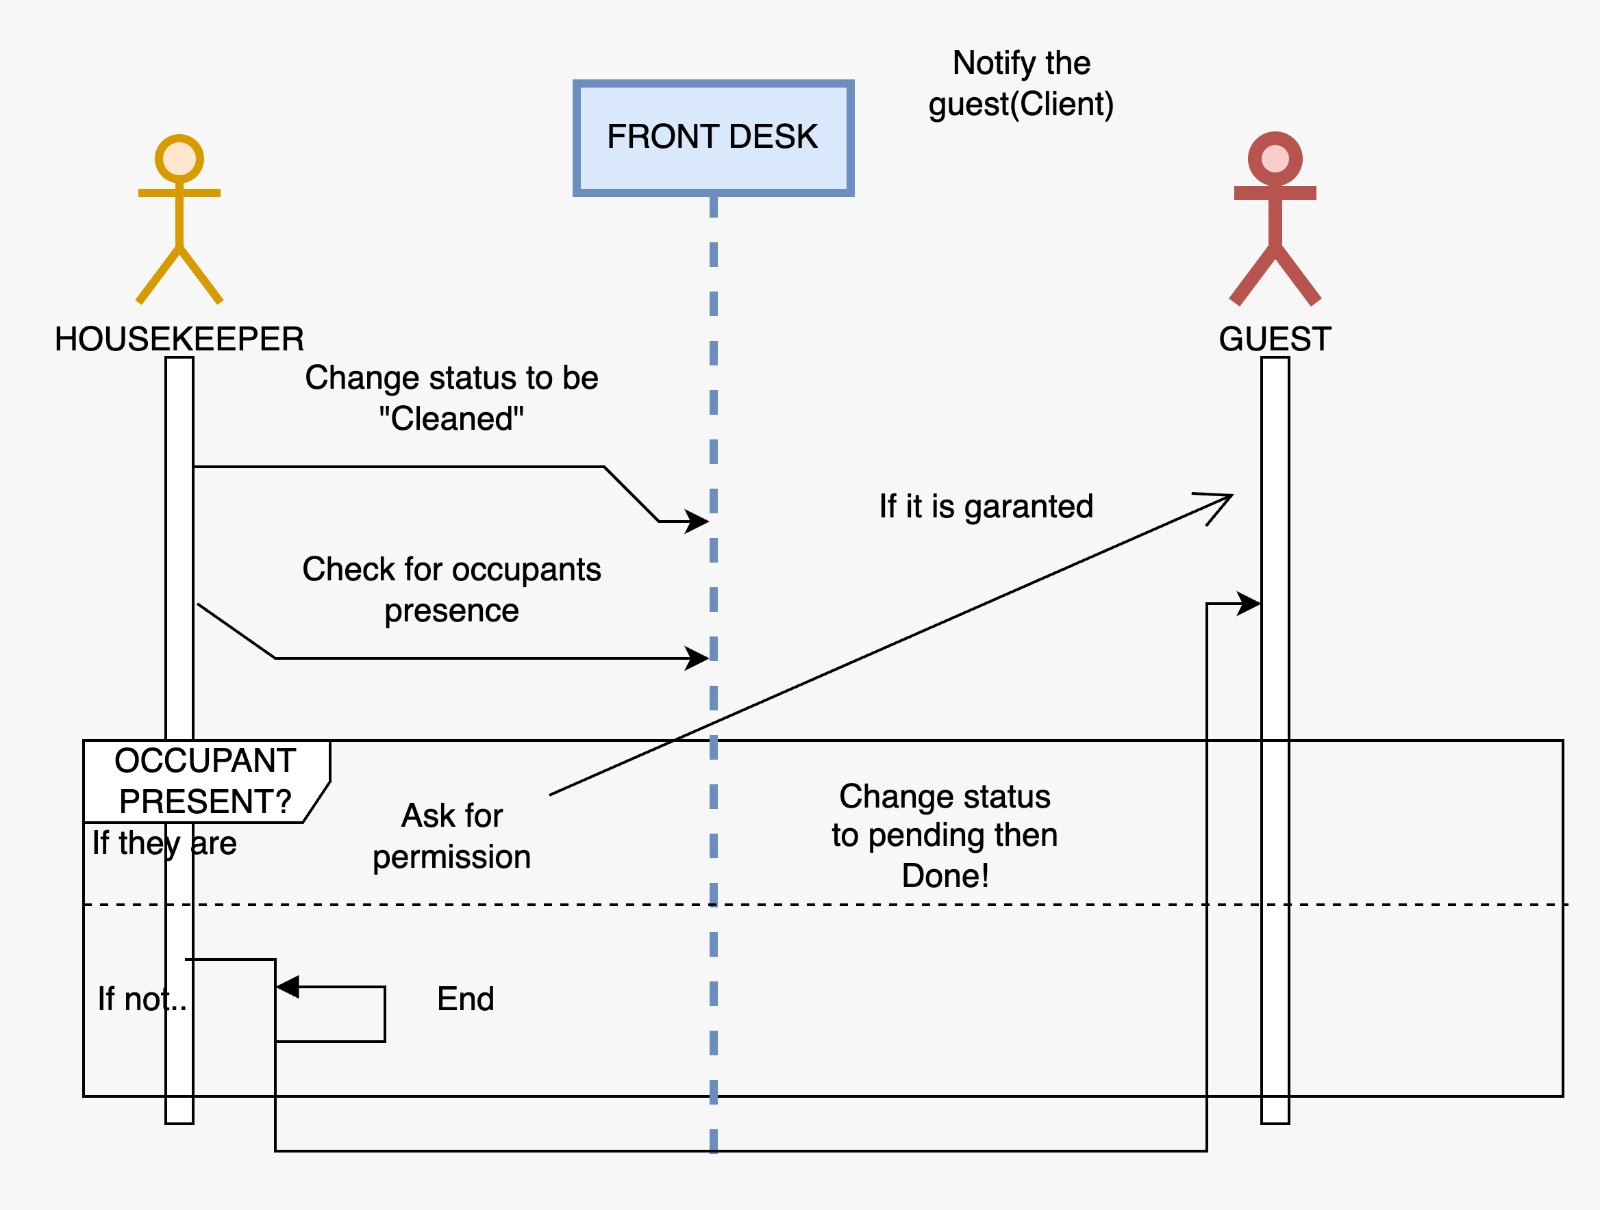 Notify the
guest(Client)
FRONT DESK
HOUSEKEEPER
GUEST
Change status to be
"Cleaned"
If it is garanted
Check for occupants
presence
OCCUPANT
PRESENT?
If they are
Ask for
permission
Change status
to pending then
Done!
If not..
End